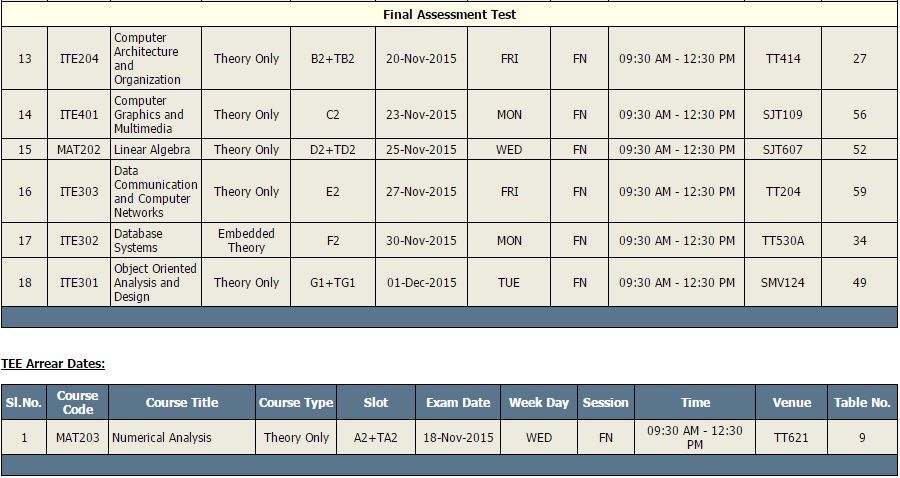 Final Assessment Test
13 ITE204 Computer Architecture and Organization Theory Only B2+TB2 20-Nov-2015 FRI FN 09:30 AM - 12:30 PM TT414 27
14 ITE401 Computer Graphics and Multimedia Theory Only C2 23-Nov-2015 MON FN 09:30 AM - 12:30 PM SJT109 56
15 MAT202 Linear Algebra Theory Only D2+TD2 25-Nov-2015 WED FN 09:30 AM - 12:30 PM SJT607 52
16 ITE303 Data Communication and Computer Networks Theory Only E2 27-Nov-2015 FRI FN 09:30 AM - 12:30 PM TT204 59
17 ITE302 Database Systems Embedded Theory F2 30-Nov-2015 MON FN 09:30 AM - 12:30 PM TT530A 34
18 ITE301 Object Oriented Analysis and Design Theory Only G1+TG1 01-Dec-2015 TUE FN 09:30 AM - 12:30 PM SMV124 49
TEE Arrear Dates:
Sl.No. Course Code Course Title Course Type Slot Exam Date Week Day Session Time Venue Table No.
1 MAT203 Numerical Analysis Theory Only A2+TA2 18-Nov-2015 WED FN 09:30 AM - 12:30 PM TT621 9